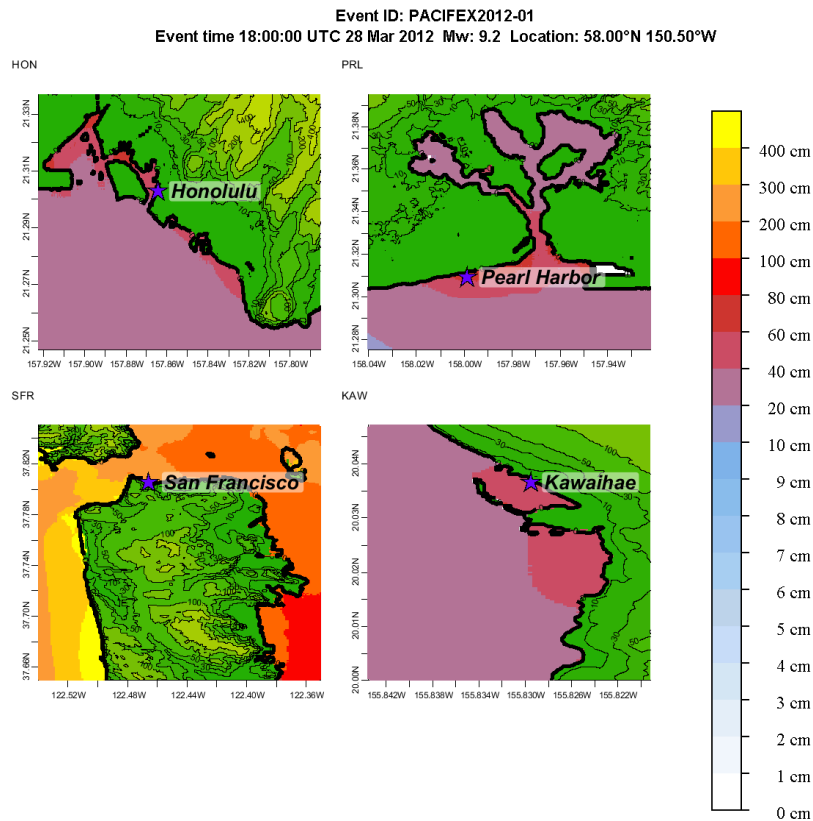 Event ID: PACIFEX2012-01
Event time 18:00:00 UTC 28 Mar 2012 Mw: 9.2 Location: 58.00°N 150.50°W
HON
21.33N
21.31N
21.29N
21.27N
21.25N
Honolulu
157.92W 157.90W 157.88W 157.86W 157.84W 157.82W 157.80W
PRL
21.38N
21.36N
21.34N
21.32N
21.30N
21.28N
Pearl Harbor
158.04W 158.02W 158.00W 157.98W 157.96W 157.94W
SFR
37.82N
37.78N
37.74N
37.70N
37.66N
San Francisco
122.52W 122.48W 122.44W 122.40W 122.36W
KAW
20.04N
20.03N
20.02N
20.01N
20.00N
Kawaihae
155.842W 155.838W 155.834W 155.830W 155.826W 155.822W
400 cm
300 cm
200 cm
100 cm
80 cm
60 cm
40 cm
20 cm
10 cm
9 cm
8 cm
7 cm
6 cm
5 cm
4 cm
3 cm
2 cm
1 cm
0 cm